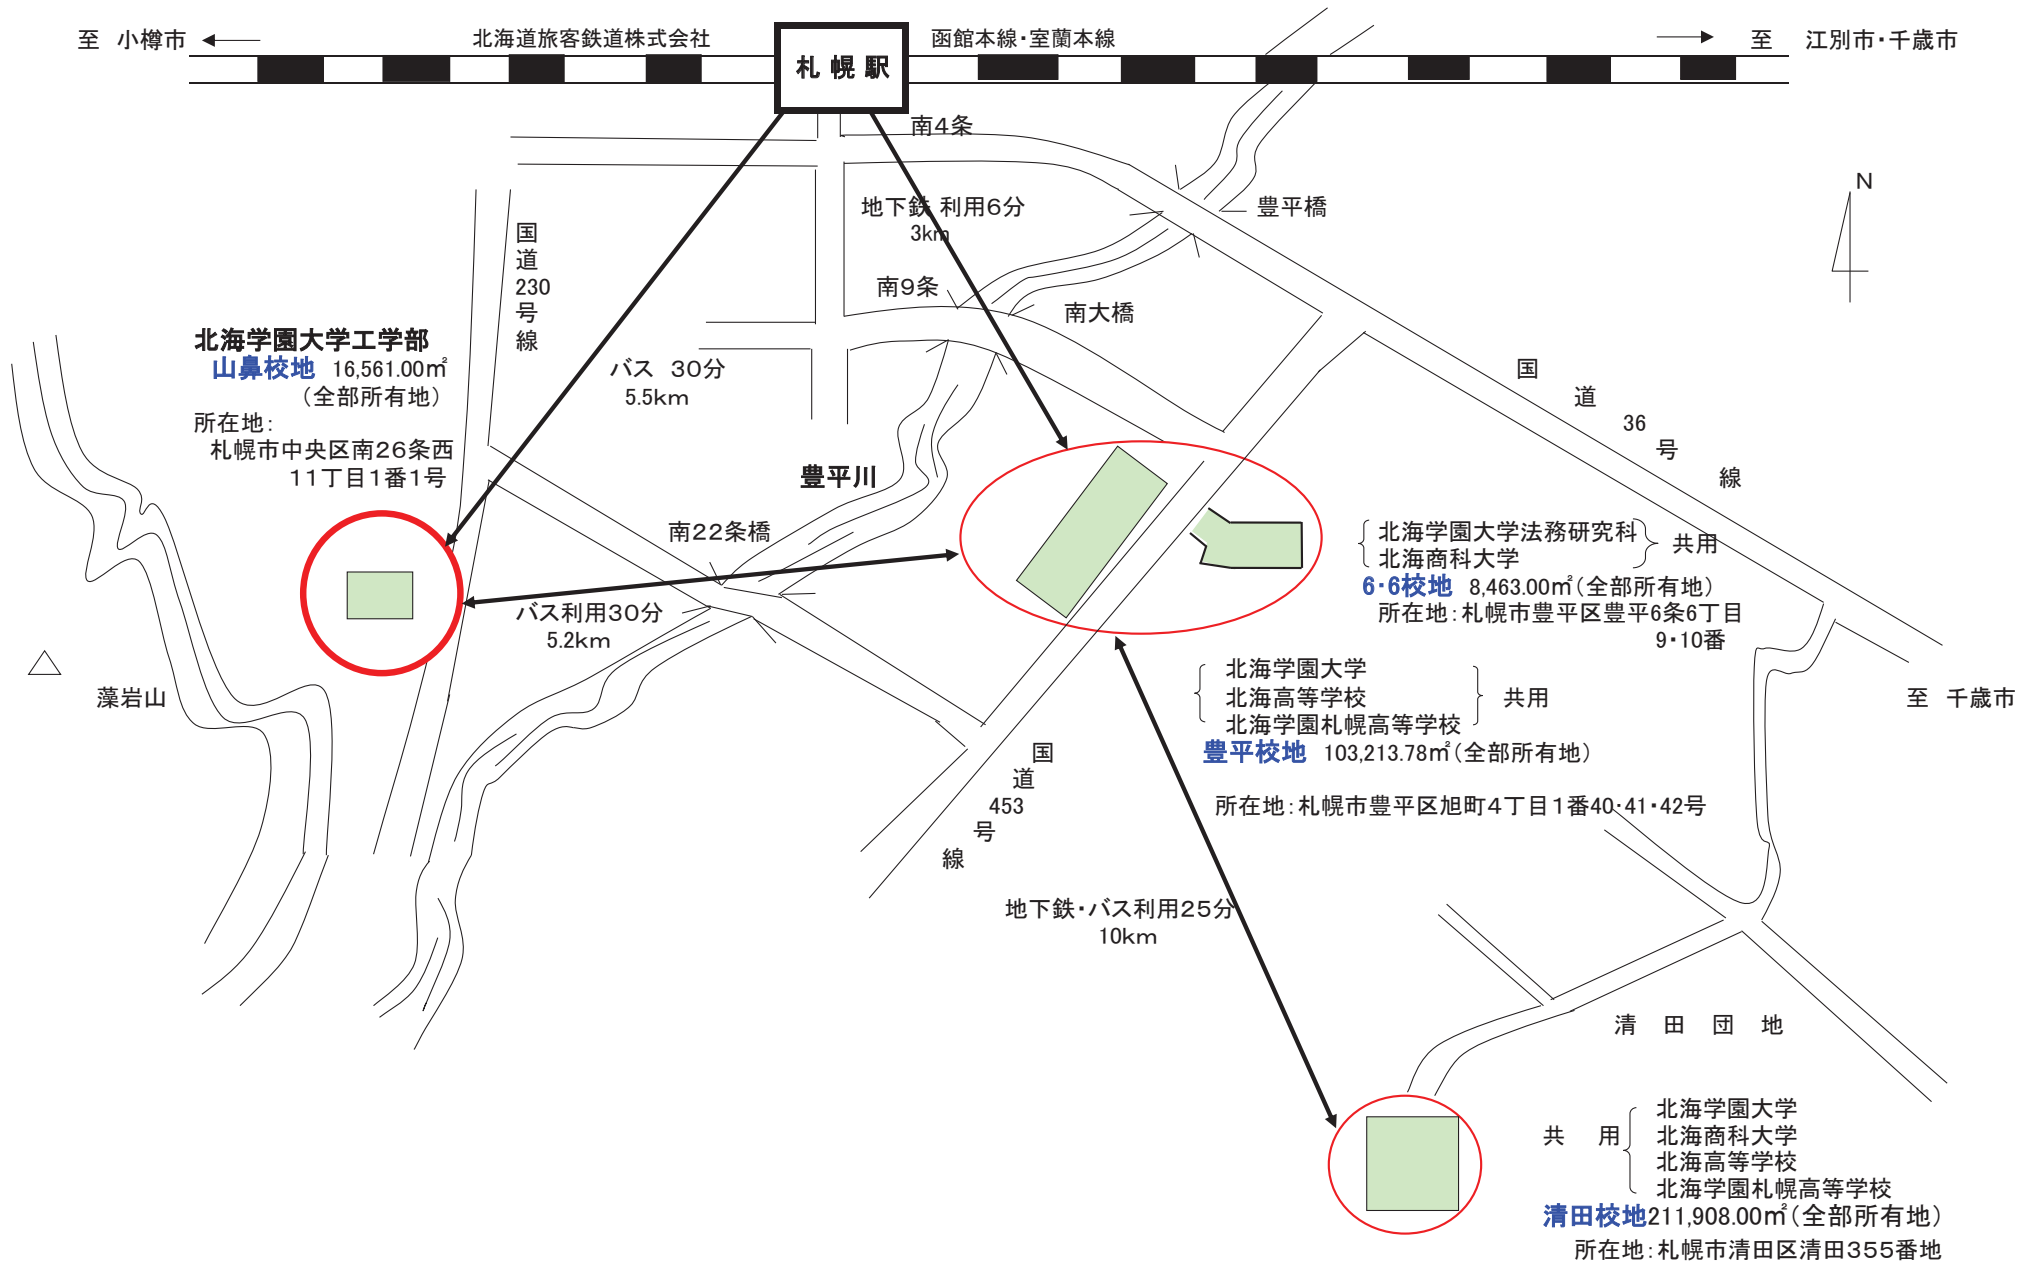 至 小樽市
北海道旅客鉄道株式会社
札幌駅
函館本線・室蘭本線
至 江別市・千歳市
南4条
N
地下鉄 利用6分
3km
豊平橋
国道230号線
南9条
南大橋
北海学園大学工学部
山鼻校地 16,561.00㎡
（全部所有地）
所在地：
札幌市中央区南26条西
11丁目1番1号
バス 30分
5.5km
国道36号線
豊平川
南22条橋
北海学園大学法務研究科
北海商科大学
共用
6・6校地 8,463.00㎡（全部所有地）
所在地：札幌市豊平区豊平6条6丁目
9・10番
バス利用30分
5.2km
藻岩山
北海学園大学
北海高等学校
北海学園札幌高等学校
共用
豊平校地 103,213.78㎡（全部所有地）
所在地：札幌市豊平区旭町4丁目1番40・41・42号
至 千歳市
国道453号線
地下鉄・バス利用25分
10km
清田団地
共用
北海学園大学
北海商科大学
北海高等学校
北海学園札幌高等学校
清田校地211,908.00㎡（全部所有地）
所在地：札幌市清田区清田355番地